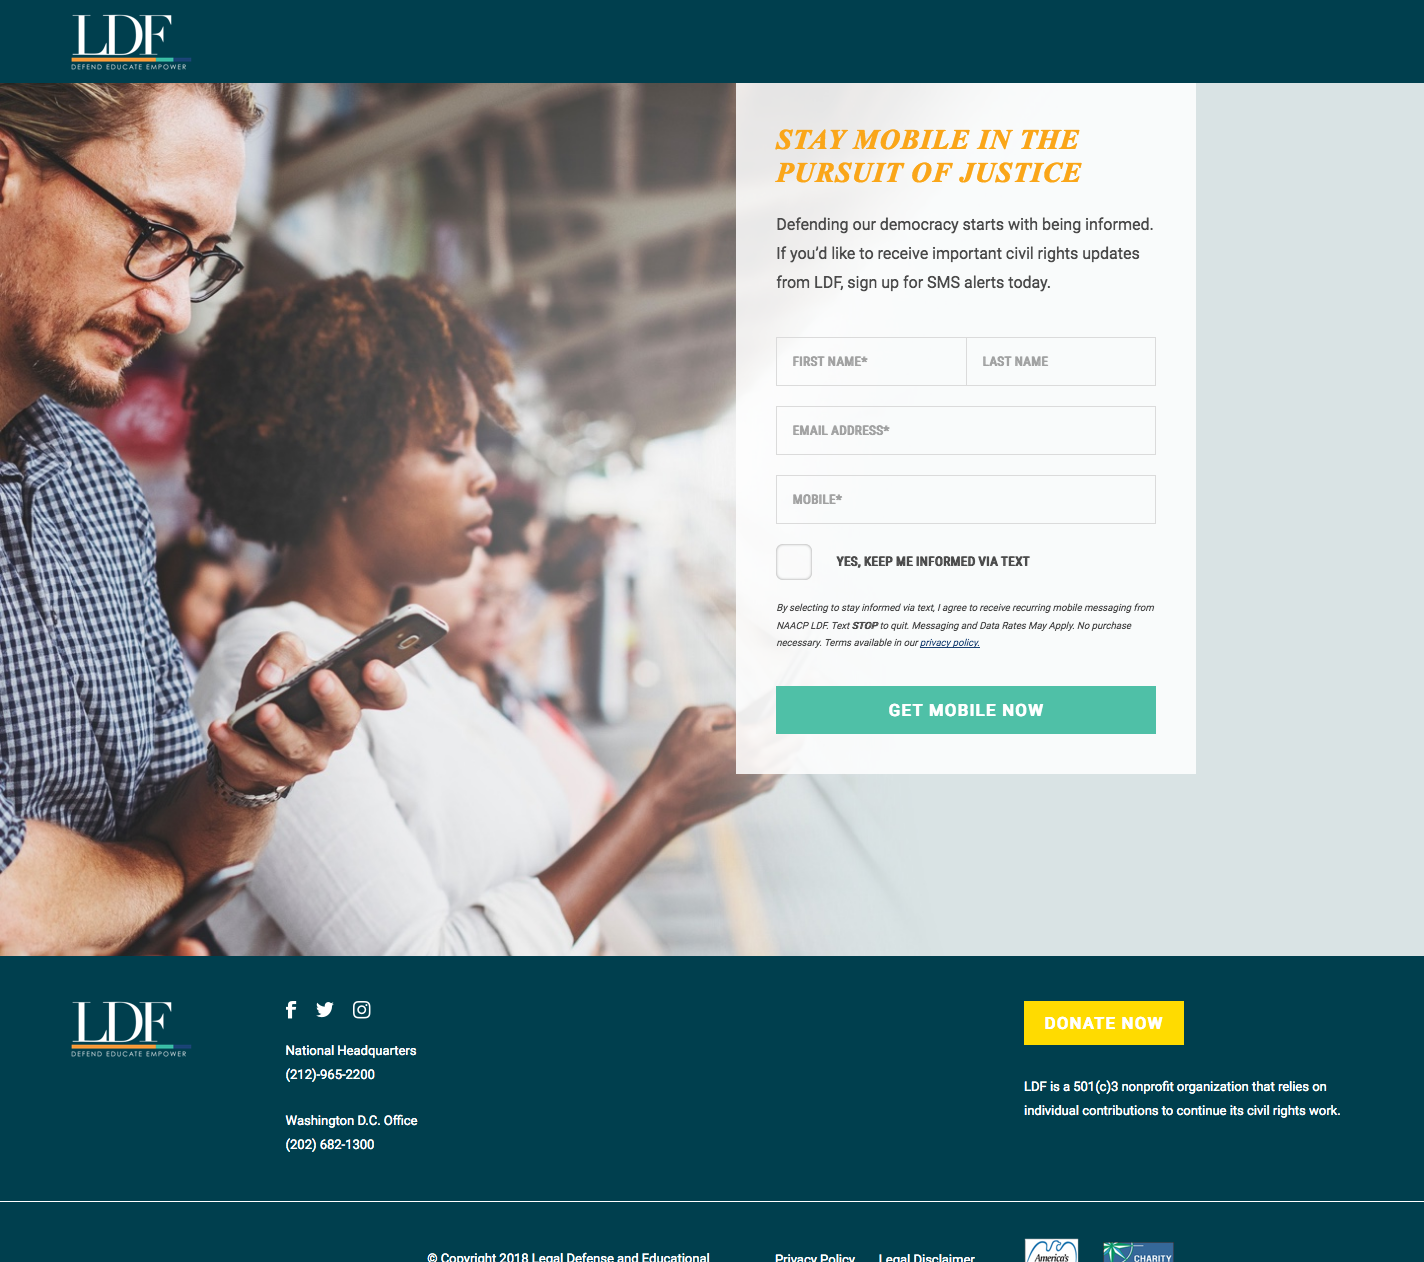 LDF
DEFEND EDUCATE EMPOWER
STAY MOBILE IN THE
PURSUIT OF JUSTICE
Defending our democracy starts with being informed.
If you’d like to receive important civil rights updates
from LDF, sign up for SMS alerts today.
FIRST NAME* LAST NAME
EMAIL ADDRESS*
MOBILE*
YES, KEEP ME INFORMED VIA TEXT
By selecting to stay informed via text, I agree to receive recurring mobile messaging from
NAACP LDF. Text STOP to quit. Messaging and Data Rates May Apply. No purchase
necessary. Terms available in our privacy policy.
GET MOBILE NOW
LDF
DEFEND EDUCATE EMPOWER
National Headquarters
(212)-965-2200
Washington D.C. Office
(202) 682-1300
DONATE NOW
LDF is a 501(c)3 nonprofit organization that relies on
individual contributions to continue its civil rights work.
© Copyright 2018 Legal Defense and Educational
Privacy Policy Legal Disclaimer
America's
CHARITY